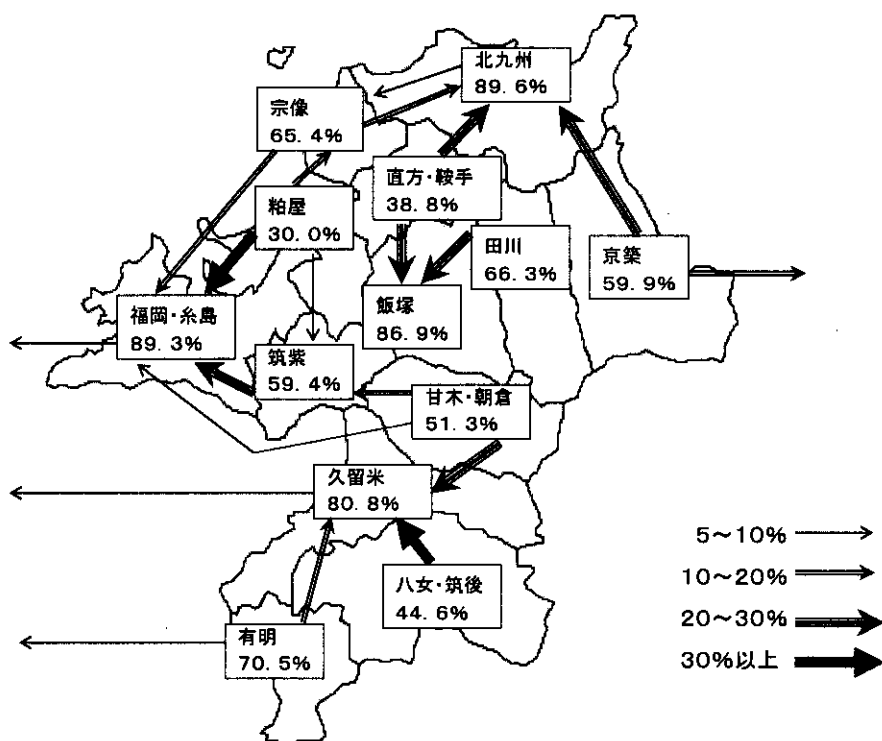 北九州
89.6%
宗像
65.4%
直方・鞍手
38.8%
粕屋
30.0%
田川
66.3%
京築
59.9%
飯塚
86.9%
福岡・糸島
89.3%
筑紫
59.4%
甘木・朝倉
51.3%
久留米
80.8%
八女・筑後
44.6%
有明
70.5%
5～10%
10～20%
20～30%
30%以上